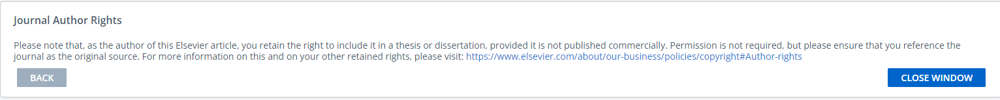 Journal Author Rights
Please note that, as the author of this Elsevier article, you retain the right to include it in a thesis or dissertation, provided it is not published commercially. Permission is not required, but please ensure that you reference the
journal as the original source. For more information on this and on your other retained rights, please visit: https://www.elsevier.com/about/our-business/policies/copyright#Author-rights
BACK
CLOSE WINDOW